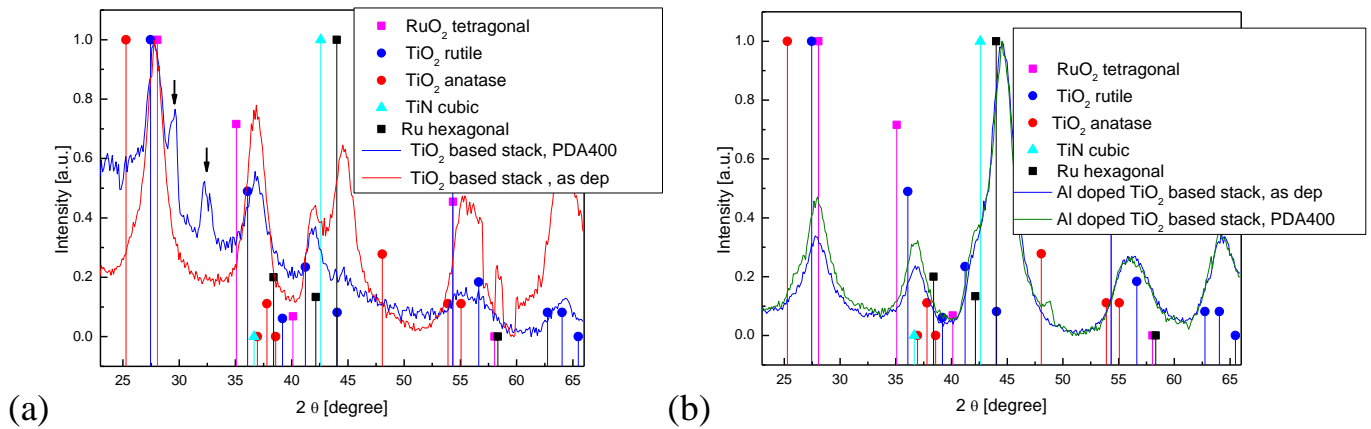 1.0
0.8
0.6
0.4
0.2
0.0
Intensity [a.u.]
25 30 35 40 45 50 55 60 65
2 θ [degree]
RuO2 tetragonal
TiO2 rutile
TiO2 anatase
TiN cubic
Ru hexagonal
TiO2 based stack, PDA400
TiO2 based stack , as dep
(a)
1.0
0.8
0.6
0.4
0.2
0.0
Intensity [a.u.]
25 30 35 40 45 50 55 60 65
2 θ [degree]
RuO2 tetragonal
TiO2 rutile
TiO2 anatase
TiN cubic
Ru hexagonal
Al doped TiO2 based stack, as dep
Al doped TiO2 based stack, PDA400
(b)